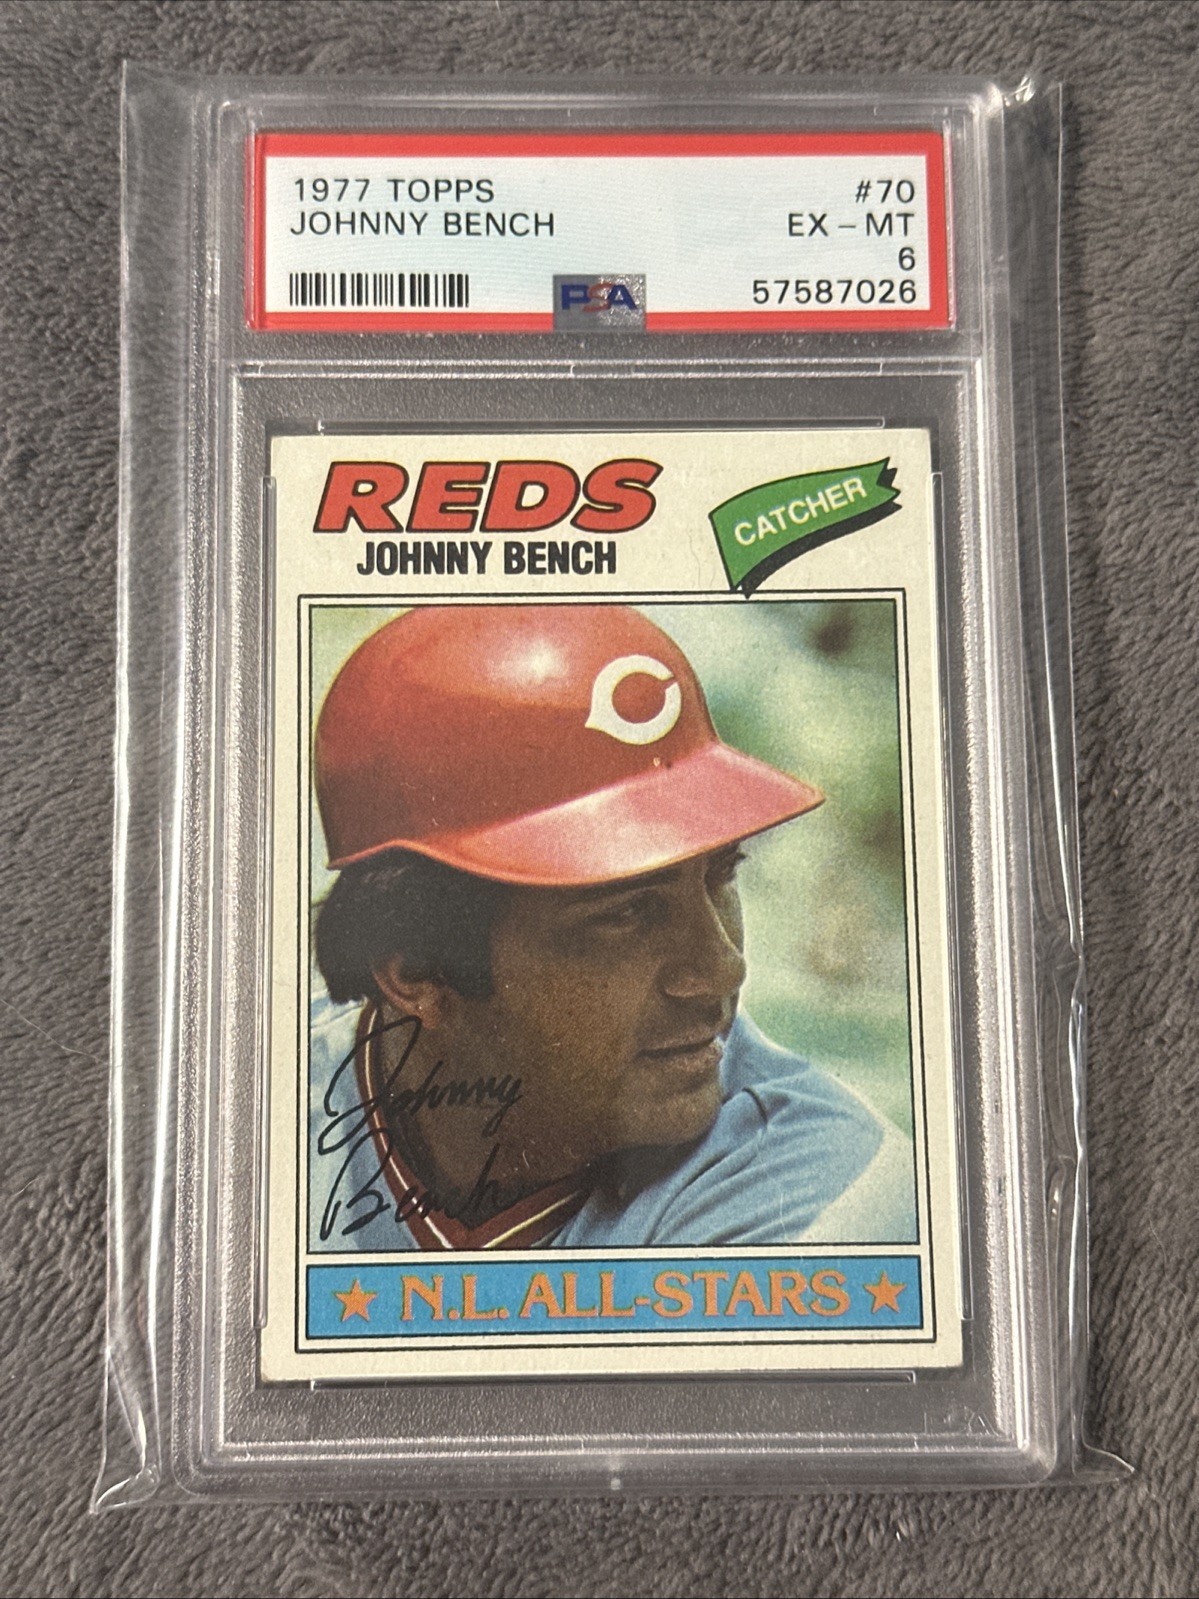 1977 TOPPS #70
JOHNNY BENCH EX - MT
6
57587026
PSA
REDS
JOHNNY BENCH
CATCHER
C
Johnny
Bench
★ N.L. ALL-STARS ★